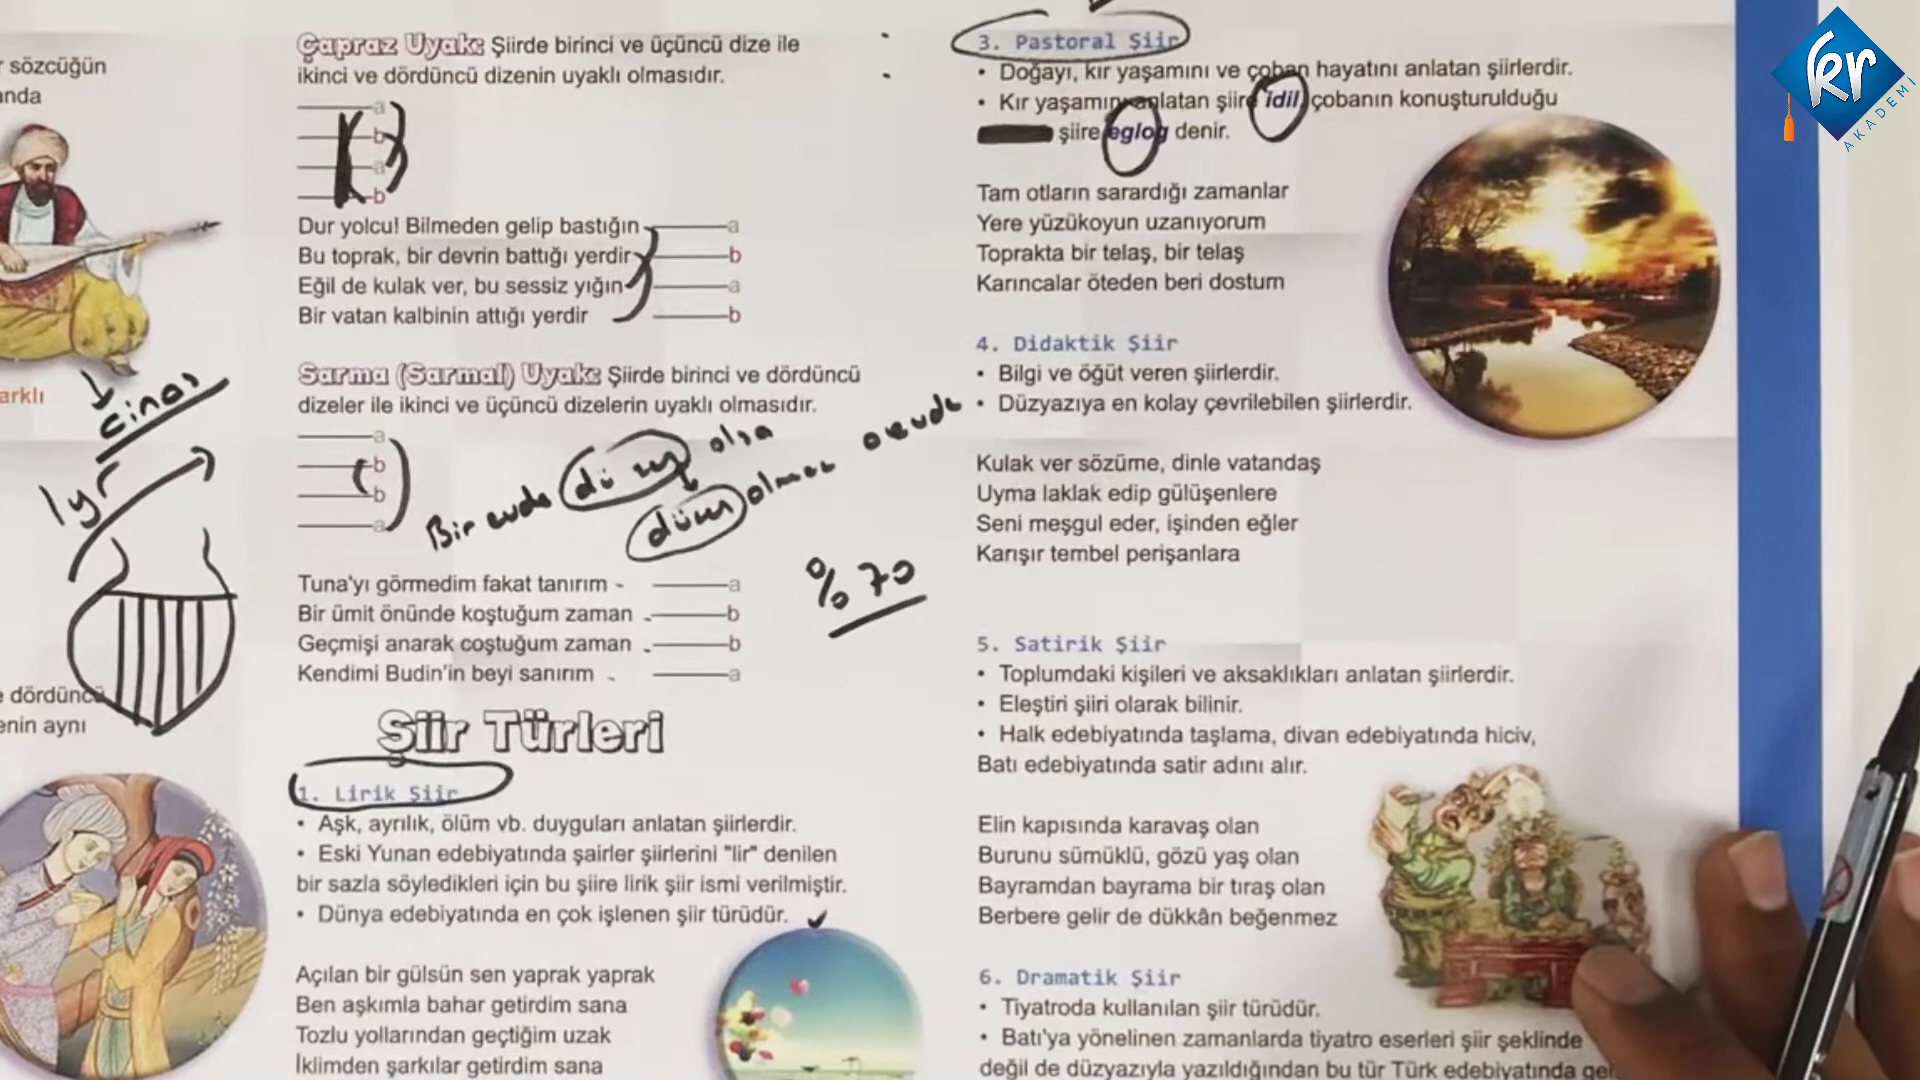 r sözcüğün
anda
arklı
cinas
lyr
e dördüncü
enin aynı
Çapraz Uyak: Şiirde birinci ve üçüncü dize ile
ikinci ve dördüncü dizenin uyaklı olmasıdır.
a
b
a
b
Dur yolcu! Bilmeden gelip bastığın a
Bu toprak, bir devrin battığı yerdir b
Eğil de kulak ver, bu sessiz yığın a
Bir vatan kalbinin attığı yerdir b
Sarma (Sarmal) Uyak: Şiirde birinci ve dördüncü
dizeler ile ikinci ve üçüncü dizelerin uyaklı olmasıdır.
a
b
b
a
Bir evde düzen olsa
düzen olmaz evde
%70
Tuna'yı görmedim fakat tanırım - a
Bir ümit önünde koştuğum zaman - b
Geçmişi anarak coştuğum zaman - b
Kendimi Budin'in beyi sanırım - a
Şiir Türleri
1. Lirik Şiir
• Aşk, ayrılık, ölüm vb. duyguları anlatan şiirlerdir.
• Eski Yunan edebiyatında şairler şiirlerini "lir" denilen
bir sazla söyledikleri için bu şiire lirik şiir ismi verilmiştir.
• Dünya edebiyatında en çok işlenen şiir türüdür.
Açılan bir gülsün sen yaprak yaprak
Ben aşkımla bahar getirdim sana
Tozlu yollarından geçtiğim uzak
İklimden şarkılar getirdim sana
3. Pastoral Şiir
• Doğayı, kır yaşamını ve çoban hayatını anlatan şiirlerdir.
• Kır yaşamını anlatan şiire idil, çobanın konuşturulduğu
şiire eglog denir.
Tam otların sarardığı zamanlar
Yere yüzükoyun uzanıyorum
Toprakta bir telaş, bir telaş
Karıncalar öteden beri dostum
4. Didaktik Şiir
• Bilgi ve öğüt veren şiirlerdir.
• Düzyazıya en kolay çevrilebilen şiirlerdir.
Kulak ver sözüme, dinle vatandaş
Uyma laklak edip gülüşenlere
Seni meşgul eder, işinden eğler
Karışır tembel perişanlara
5. Satirik Şiir
• Toplumdaki kişileri ve aksaklıkları anlatan şiirlerdir.
• Eleştiri şiiri olarak bilinir.
• Halk edebiyatında taşlama, divan edebiyatında hiciv,
Batı edebiyatında satir adını alır.
Elin kapısında karavaş olan
Burunu sümüklü, gözü yaş olan
Bayramdan bayrama bir tıraş olan
Berbere gelir de dükkân beğenmez
6. Dramatik Şiir
• Tiyatroda kullanılan şiir türüdür.
• Batı'ya yönelinen zamanlarda tiyatro eserleri şiir şeklinde
değil de düzyazıyla yazıldığından bu tür Türk edebiyatında gel
kr
AKADEMİ